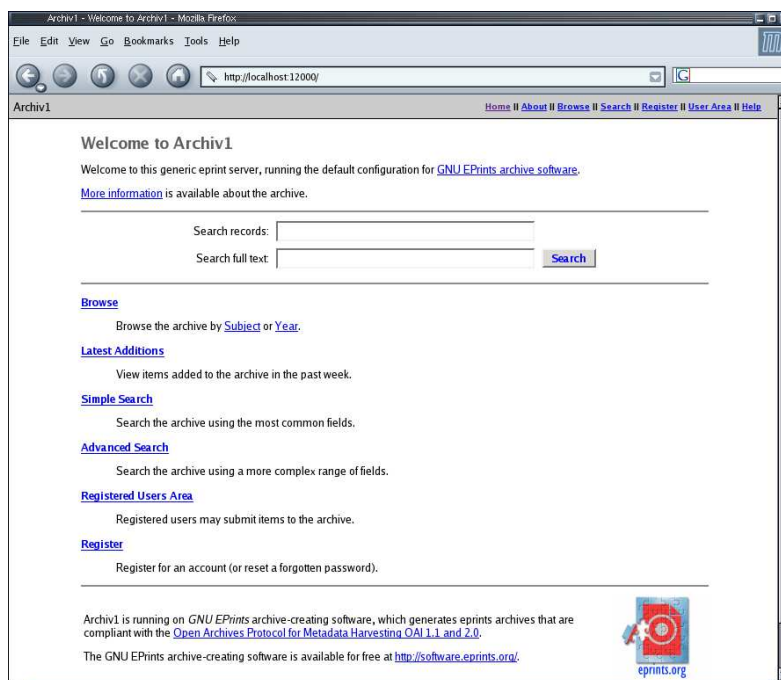 Archiv1 - Welcome to Archiv1 - Mozilla Firefox
File Edit View Go Bookmarks Tools Help
http://localhost:12000/
G
Archiv1
Home || About || Browse || Search || Register || User Area || Help
Welcome to Archiv1
Welcome to this generic eprint server, running the default configuration for GNU EPrints archive software.
More information is available about the archive.
Search records:
Search full text:
Search
Browse
Browse the archive by Subject or Year.
Latest Additions
View items added to the archive in the past week.
Simple Search
Search the archive using the most common fields.
Advanced Search
Search the archive using a more complex range of fields.
Registered Users Area
Registered users may submit items to the archive.
Register
Register for an account (or reset a forgotten password).
Archiv1 is running on GNU EPrints archive-creating software, which generates eprints archives that are
compliant with the Open Archives Protocol for Metadata Harvesting OAI 1.1 and 2.0.
The GNU EPrints archive-creating software is available for free at http://software.eprints.org/.
eprints.org